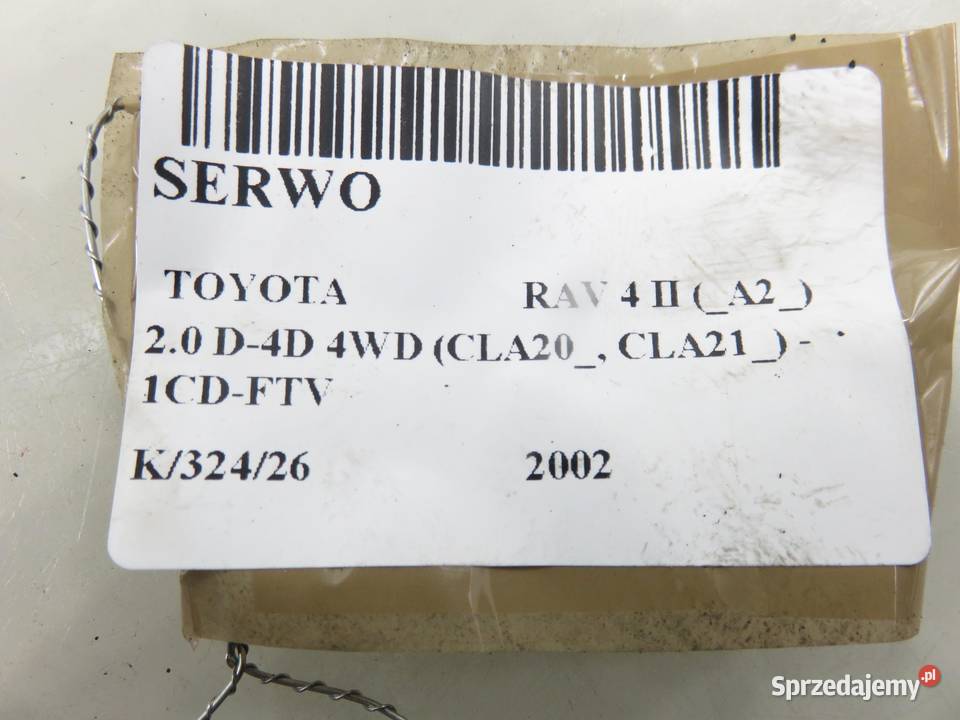 SERWO
TOYOTA RAV 4 II (_A2_)
2.0 D-4D 4WD (CLA20_, CLA21_) -
1CD-FTV
K/324/26 2002
Sprzedajemy.pl